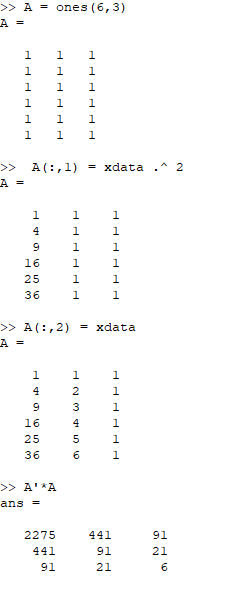 >> A = ones(6,3)
A =
1 1 1
1 1 1
1 1 1
1 1 1
1 1 1
1 1 1
>> A(:,1) = xdata .^ 2
A =
1 1 1
4 1 1
9 1 1
16 1 1
25 1 1
36 1 1
>> A(:,2) = xdata
A =
1 1 1
4 2 1
9 3 1
16 4 1
25 5 1
36 6 1
>> A'*A
ans =
2275 441 91
441 91 21
91 21 6